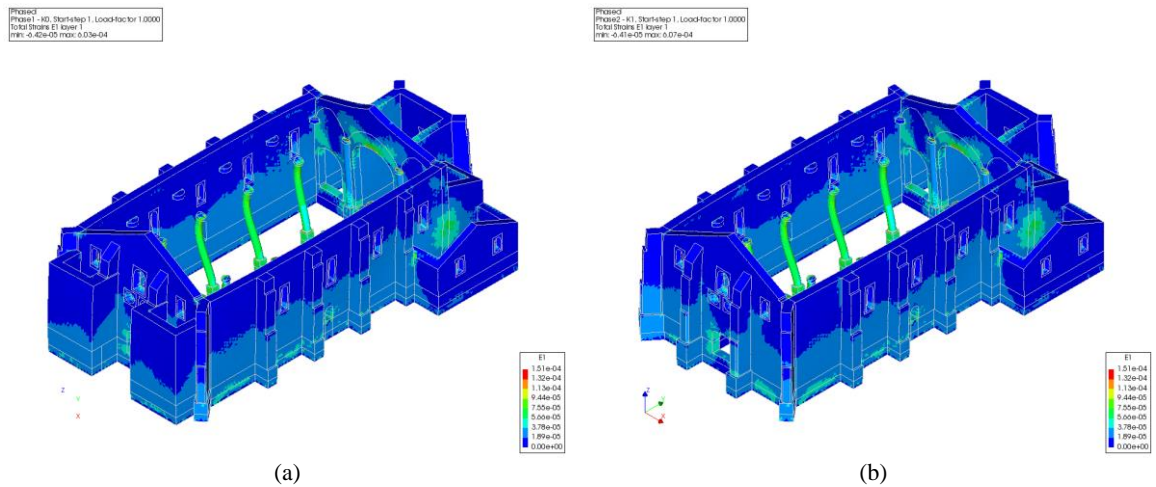 Phased
Phase1 - K0, Start-step 1, Load-factor 1.0000
Total Strains E1 layer 1
min: -6.42e-05 max: 6.03e-04
Phased
Phase2 - K1, Start-step 1, Load-factor 1.0000
Total Strains E1 layer 1
min: -6.41e-05 max: 6.07e-04
Z
Y
X
E1
1.51e-04
1.32e-04
1.13e-04
9.44e-05
7.55e-05
5.66e-05
3.78e-05
1.89e-05
0.00e+00
Z
Y
X
E1
1.51e-04
1.32e-04
1.13e-04
9.44e-05
7.55e-05
5.66e-05
3.78e-05
1.89e-05
0.00e+00
(a)
(b)